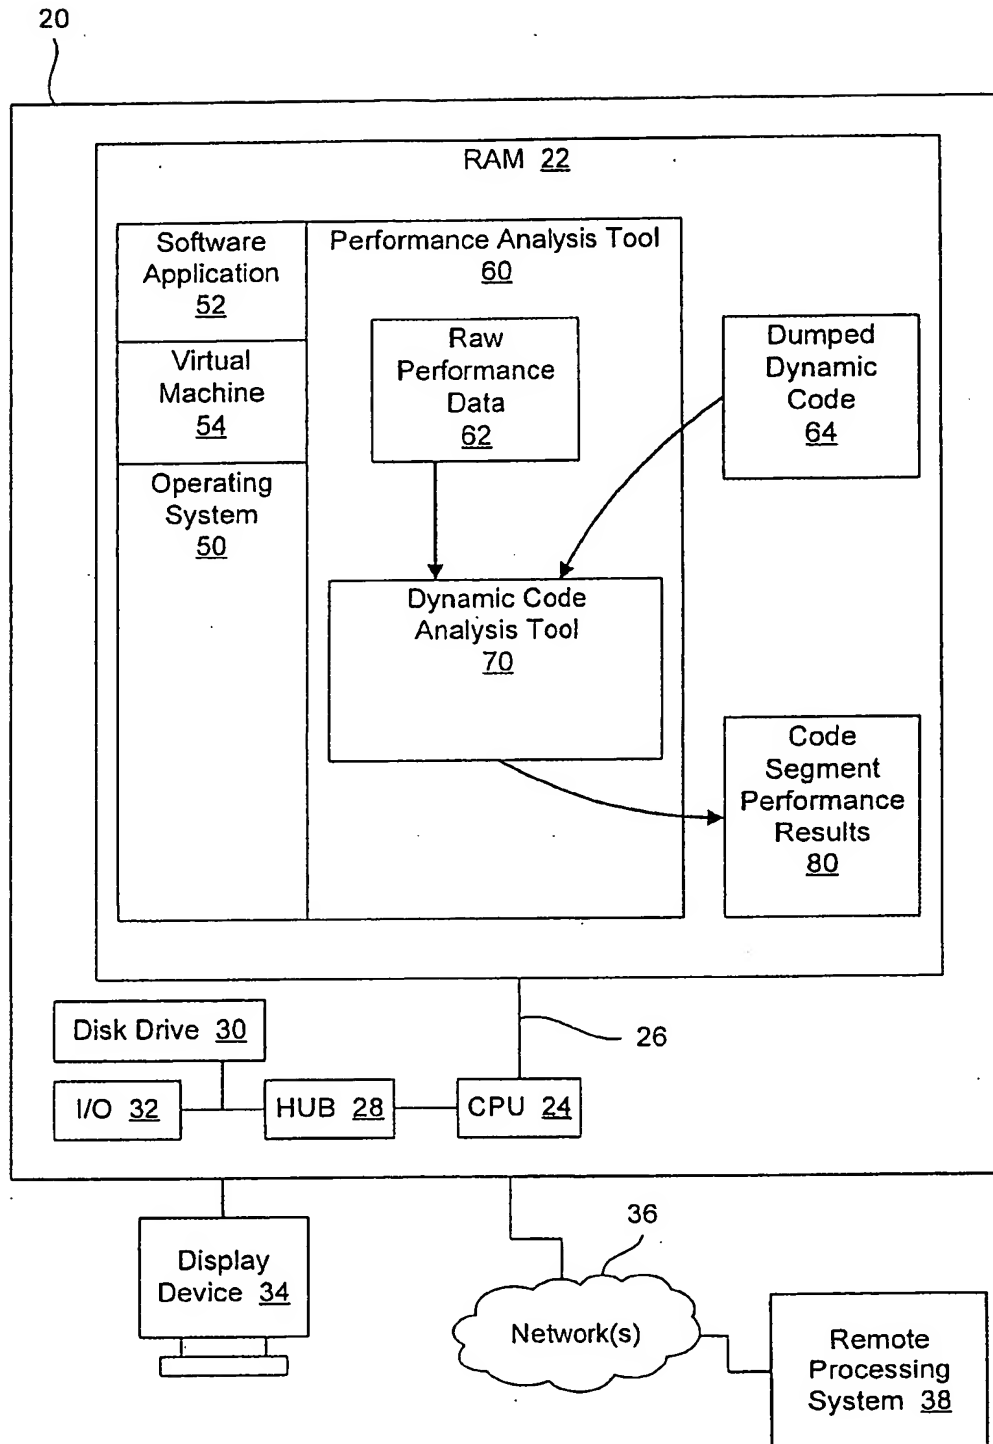 20
RAM 22
Software
Application
52
Virtual
Machine
54
Operating
System
50
Performance Analysis Tool
60
Raw
Performance
Data
62
Dumped
Dynamic
Code
64
Dynamic Code
Analysis Tool
70
Code
Segment
Performance
Results
80
Disk Drive 30
26
I/O 32
HUB 28
CPU 24
36
Display
Device 34
Network(s)
Remote
Processing
System 38